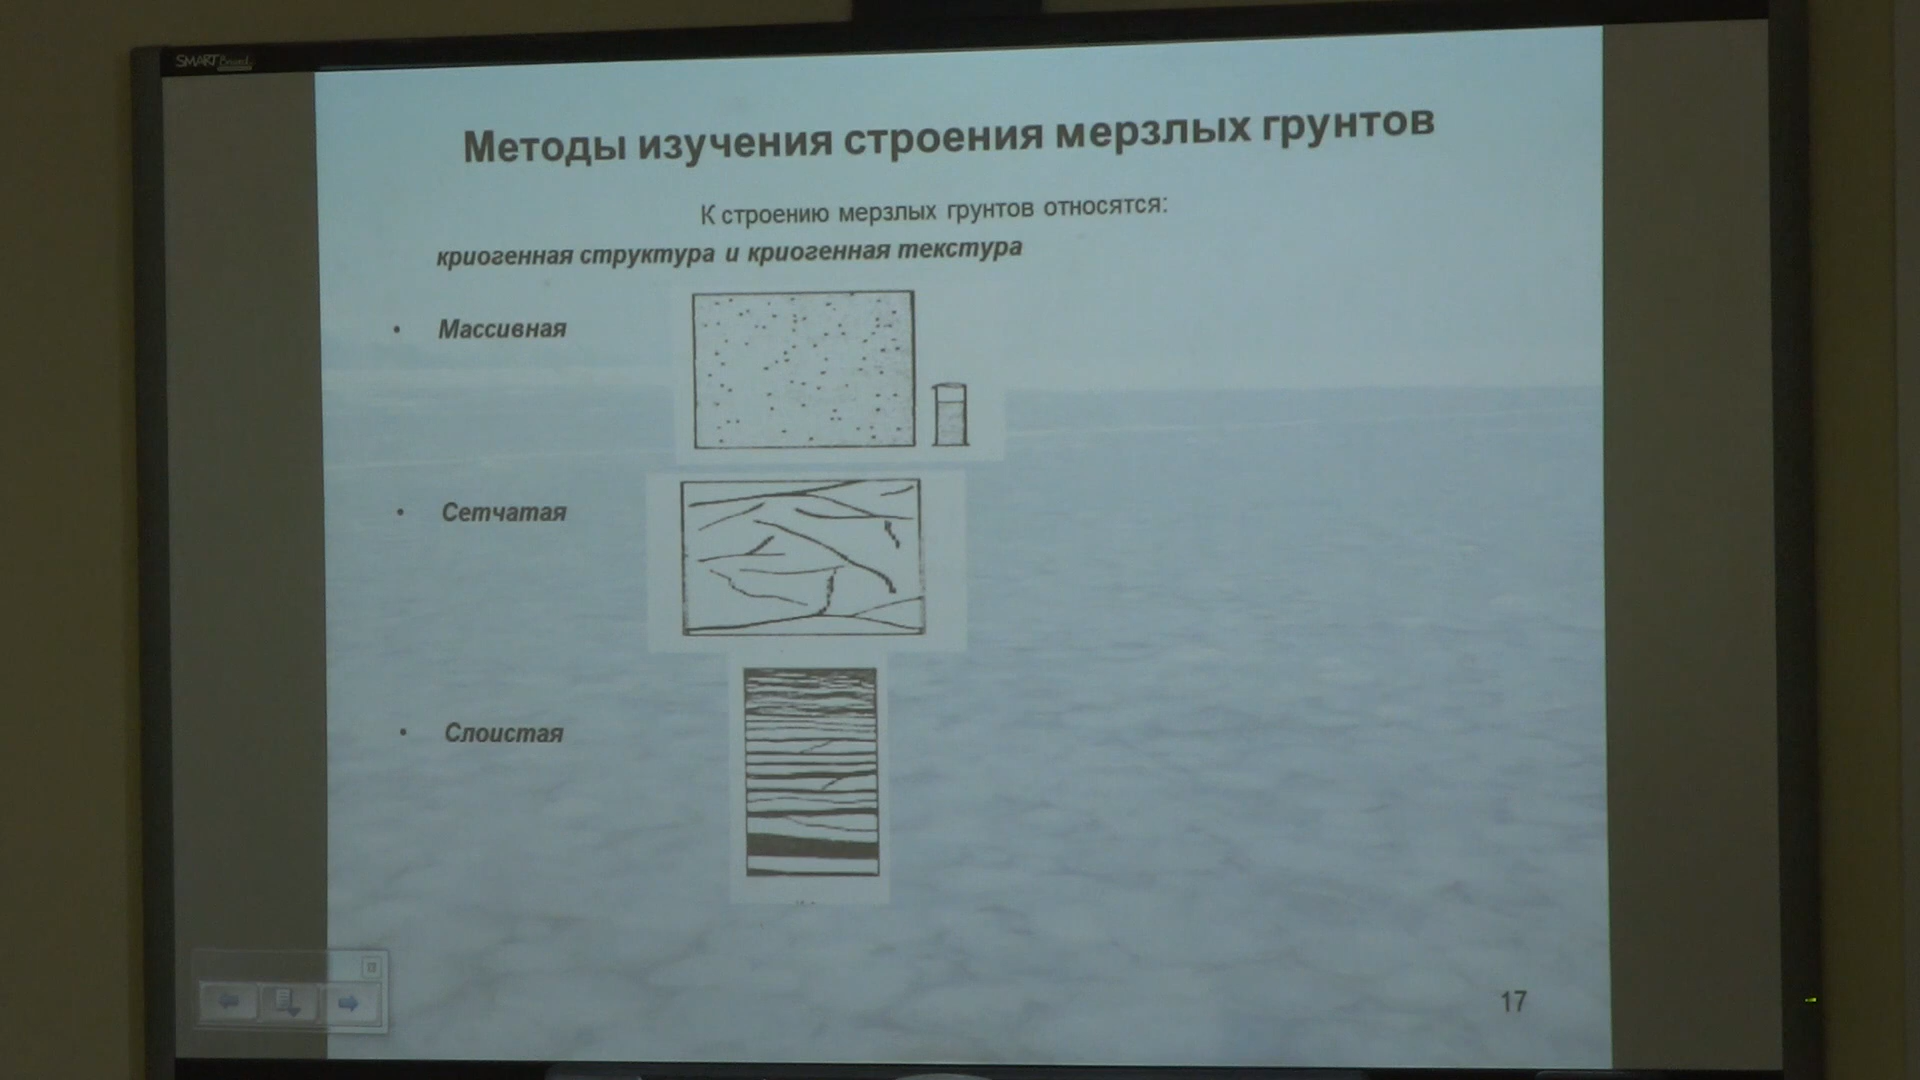 SMART Board
Методы изучения строения мерзлых грунтов
К строению мерзлых грунтов относятся:
криогенная структура и криогенная текстура
• Массивная
• Сетчатая
• Слоистая
17